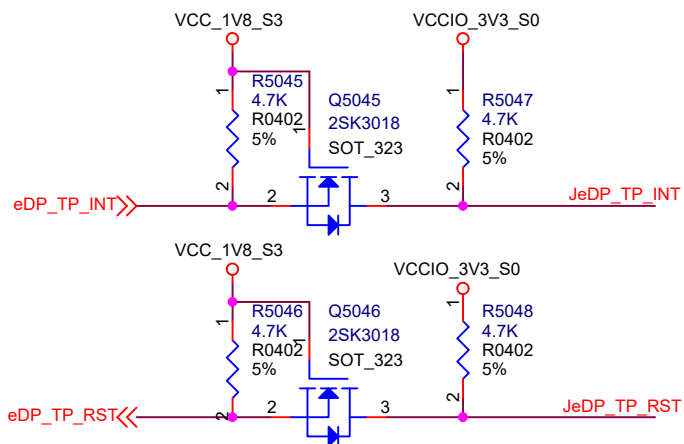 VCC_1V8_S3
VCCIO_3V3_S0
1
R5045
4.7K
R0402
5%
2
Q5045
2SK3018
SOT_323
1
1
R5047
4.7K
R0402
5%
2
eDP_TP_INT
2
3
JeDP_TP_INT
VCC_1V8_S3
VCCIO_3V3_S0
1
R5046
4.7K
R0402
5%
2
Q5046
2SK3018
SOT_323
1
1
R5048
4.7K
R0402
5%
2
eDP_TP_RST
2
3
JeDP_TP_RST